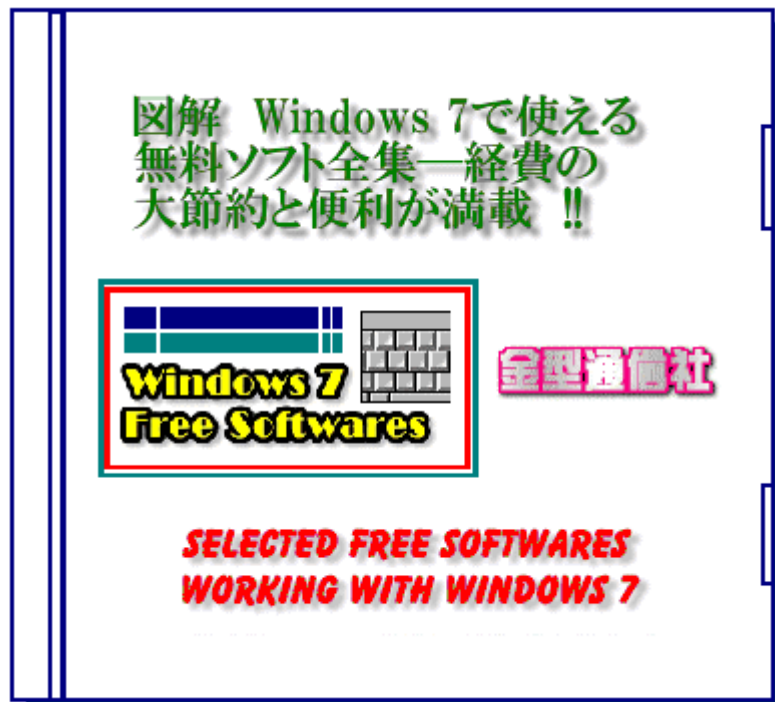 図解 Windows 7で使える
無料ソフト全集―経費の
大節約と便利が満載 !!
Windows 7
Free Softwares
金型通信社
SELECTED FREE SOFTWARES
WORKING WITH WINDOWS 7